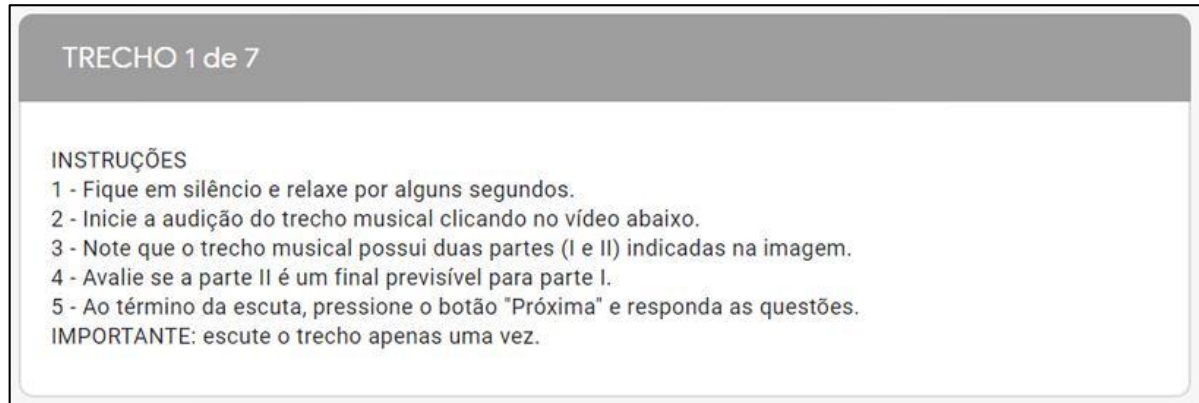 TRECHO 1 de 7
INSTRUÇÕES
1 - Fique em silêncio e relaxe por alguns segundos.
2 - Inicie a audição do trecho musical clicando no vídeo abaixo.
3 - Note que o trecho musical possui duas partes (I e II) indicadas na imagem.
4 - Avalie se a parte II é um final previsível para parte I.
5 - Ao término da escuta, pressione o botão "Próxima" e responda as questões.
IMPORTANTE: escute o trecho apenas uma vez.